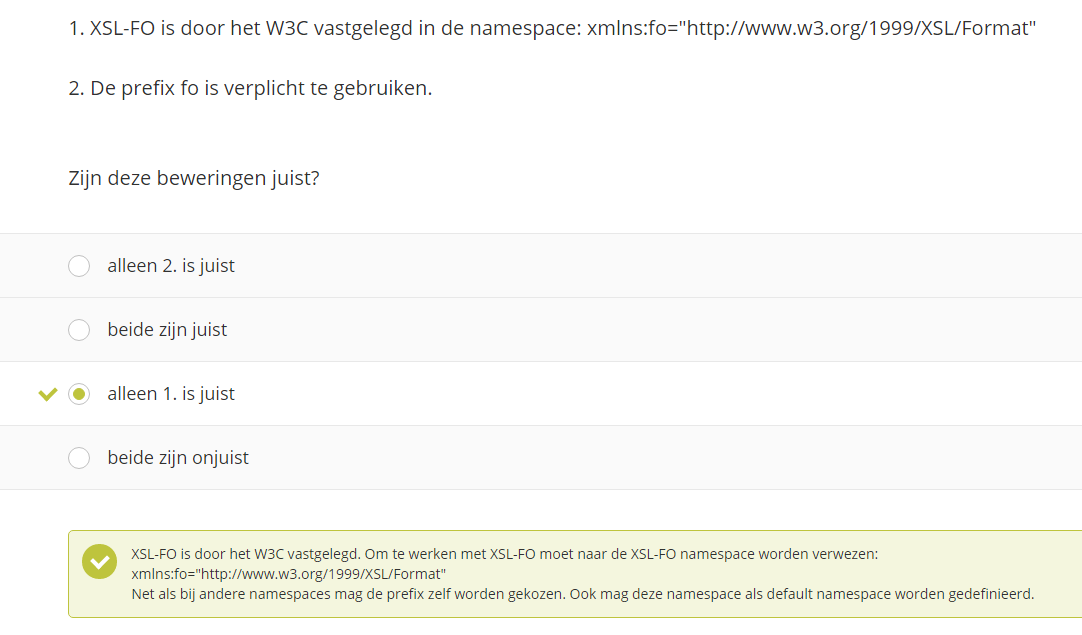 1. XSL-FO is door het W3C vastgelegd in de namespace: xmlns:fo="http://www.w3.org/1999/XSL/Format"
2. De prefix fo is verplicht te gebruiken.
Zijn deze beweringen juist?
alleen 2. is juist
beide zijn juist
alleen 1. is juist
beide zijn onjuist
XSL-FO is door het W3C vastgelegd. Om te werken met XSL-FO moet naar de XSL-FO namespace worden verwezen:
xmlns:fo="http://www.w3.org/1999/XSL/Format"
Net als bij andere namespaces mag de prefix zelf worden gekozen. Ook mag deze namespace als default namespace worden gedefinieerd.